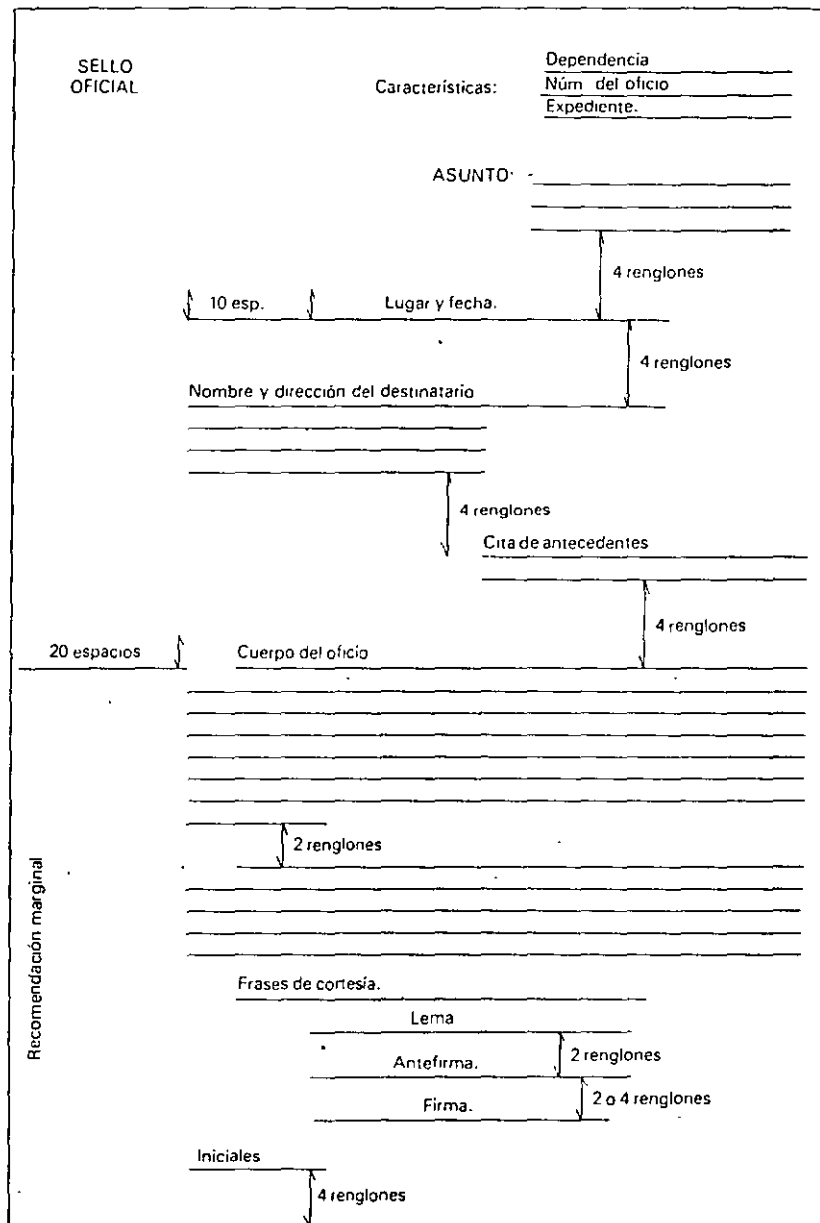 SELLO
OFICIAL
Características:
Dependencia
Núm del oficio
Expediente.
ASUNTO·
4 renglones
10 esp.
Lugar y fecha.
4 renglones
Nombre y dirección del destinatario
4 renglones
Cita de antecedentes
4 renglones
20 espacios
Cuerpo del oficio
2 renglones
Recomendación marginal
Frases de cortesía.
Lema
2 renglones
Antefirma.
2 o 4 renglones
Firma.
Iniciales
4 renglones